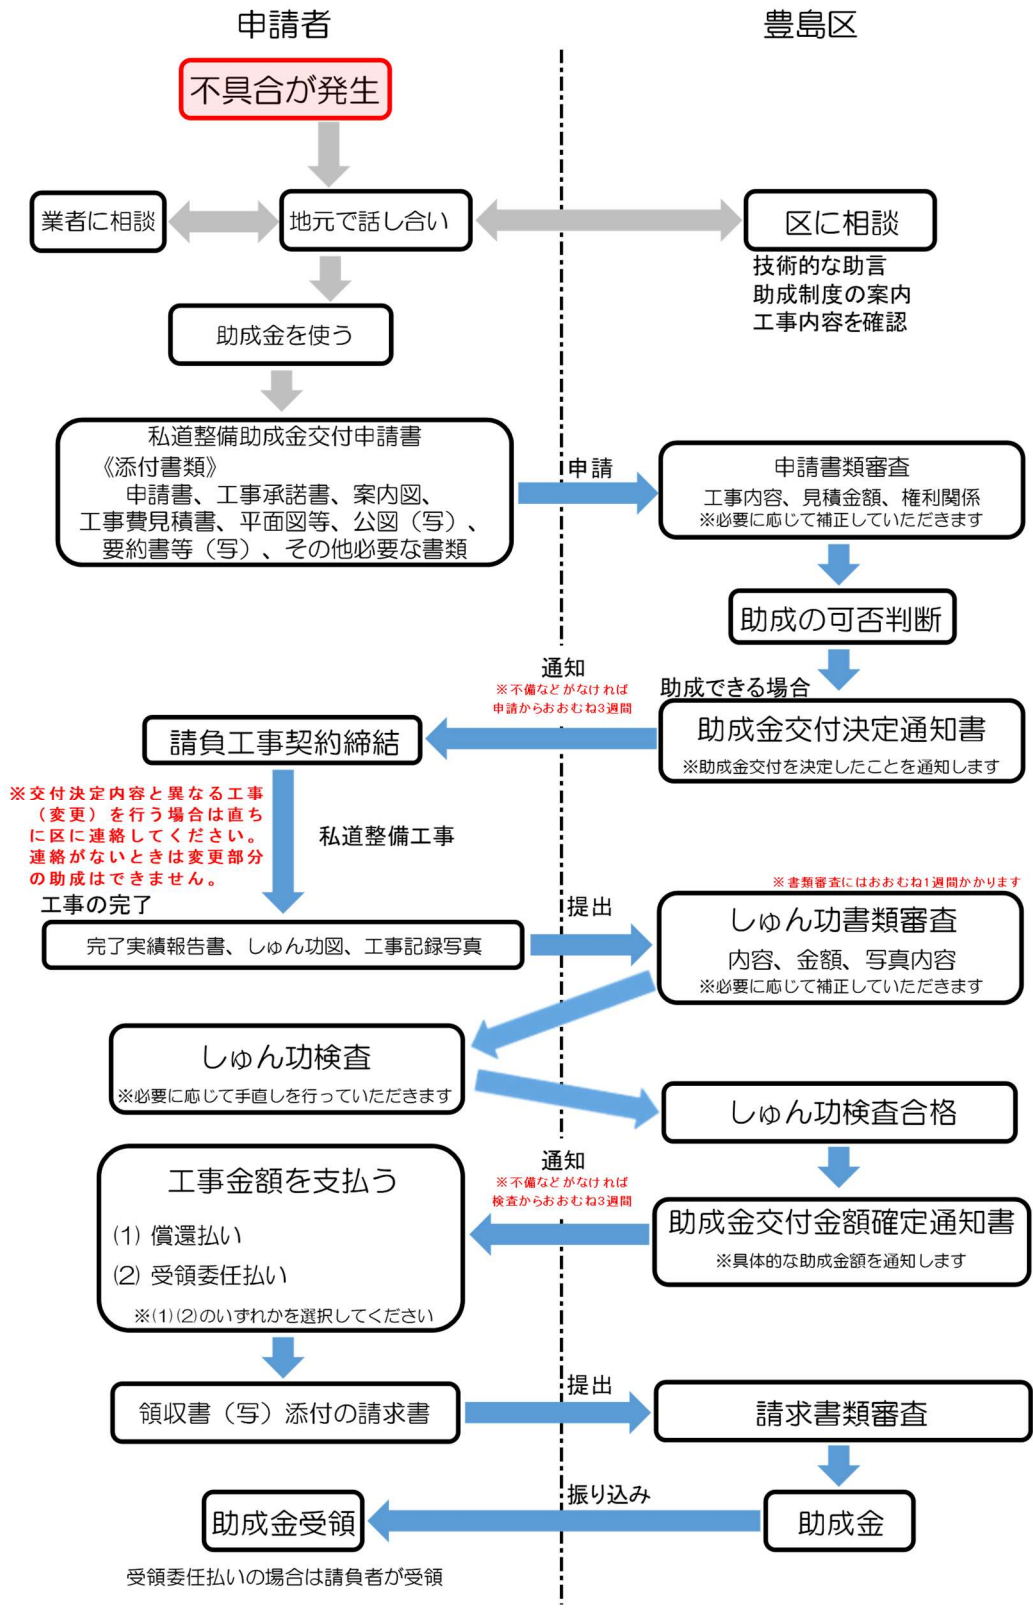 申請者
豊島区
不具合が発生
業者に相談
地元で話し合い
区に相談
技術的な助言
助成制度の案内
工事内容を確認
助成金を使う
私道整備助成金交付申請書
《添付書類》
申請書、工事承諾書、案内図、
工事費見積書、平面図等、公図（写）、
要約書等（写）、その他必要な書類
申請
申請書類審査
工事内容、見積金額、権利関係
※必要に応じて補正していただきます
助成の可否判断
通知
※不備などがなければ
申請からおおむね3週間
助成できる場合
助成金交付決定通知書
※助成金交付を決定したことを通知します
請負工事契約締結
※交付決定内容と異なる工事
（変更）を行う場合は直ち
に区に連絡してください。
連絡がないときは変更部分
の助成はできません。
私道整備工事
工事の完了
完了実績報告書、しゅん功図、工事記録写真
提出
※書類審査にはおおむね1週間かかります
しゅん功書類審査
内容、金額、写真内容
※必要に応じて補正していただきます
しゅん功検査
※必要に応じて手直しを行っていただきます
しゅん功検査合格
通知
※不備などがなければ
検査からおおむね3週間
助成金交付金額確定通知書
※具体的な助成金額を通知します
工事金額を支払う
(1) 償還払い
(2) 受領委任払い
※(1)(2)のいずれかを選択してください
領収書（写）添付の請求書
提出
請求書類審査
振り込み
助成金受領
助成金
受領委任払いの場合は請負者が受領